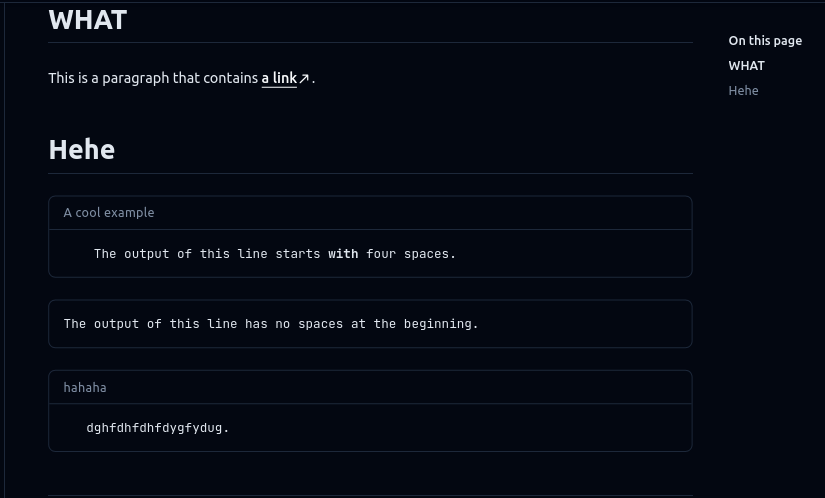 WHAT
This is a paragraph that contains a link↗.
Hehe
A cool example
    The output of this line starts with four spaces.
The output of this line has no spaces at the beginning.
hahaha
   dghfdhfdhfdygfydug.
On this page
WHAT
Hehe